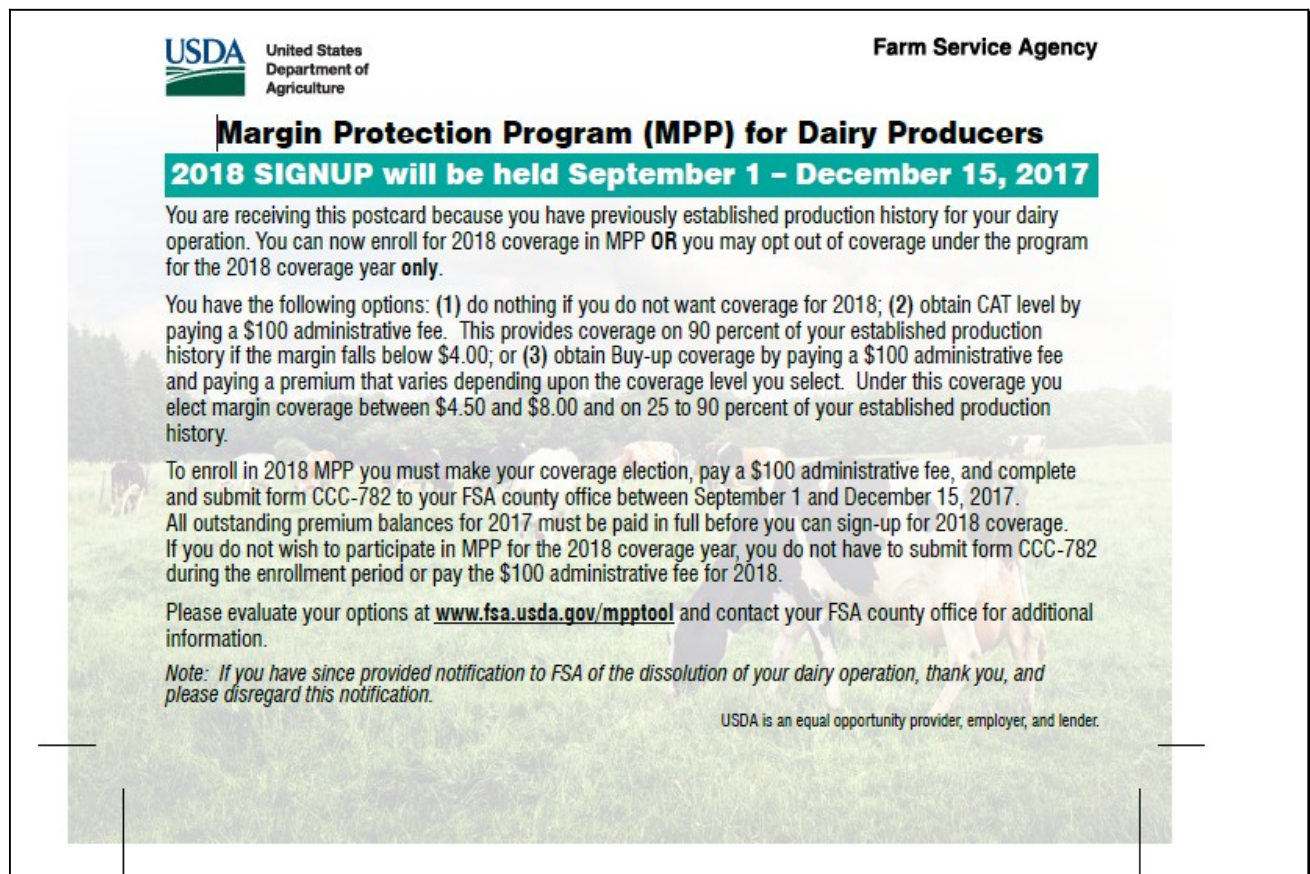 USDA
United States
Department of
Agriculture
Farm Service Agency
Margin Protection Program (MPP) for Dairy Producers
2018 SIGNUP will be held September 1 – December 15, 2017
You are receiving this postcard because you have previously established production history for your dairy
operation. You can now enroll for 2018 coverage in MPP OR you may opt out of coverage under the program
for the 2018 coverage year only.
You have the following options: (1) do nothing if you do not want coverage for 2018; (2) obtain CAT level by
paying a $100 administrative fee.  This provides coverage on 90 percent of your established production
history if the margin falls below $4.00; or (3) obtain Buy-up coverage by paying a $100 administrative fee
and paying a premium that varies depending upon the coverage level you select.  Under this coverage you
elect margin coverage between $4.50 and $8.00 and on 25 to 90 percent of your established production
history.
To enroll in 2018 MPP you must make your coverage election, pay a $100 administrative fee, and complete
and submit form CCC-782 to your FSA county office between September 1 and December 15, 2017.
All outstanding premium balances for 2017 must be paid in full before you can sign-up for 2018 coverage.
If you do not wish to participate in MPP for the 2018 coverage year, you do not have to submit form CCC-782
during the enrollment period or pay the $100 administrative fee for 2018.
Please evaluate your options at www.fsa.usda.gov/mpptool and contact your FSA county office for additional
information.
Note:  If you have since provided notification to FSA of the dissolution of your dairy operation, thank you, and
please disregard this notification.
USDA is an equal opportunity provider, employer, and lender.